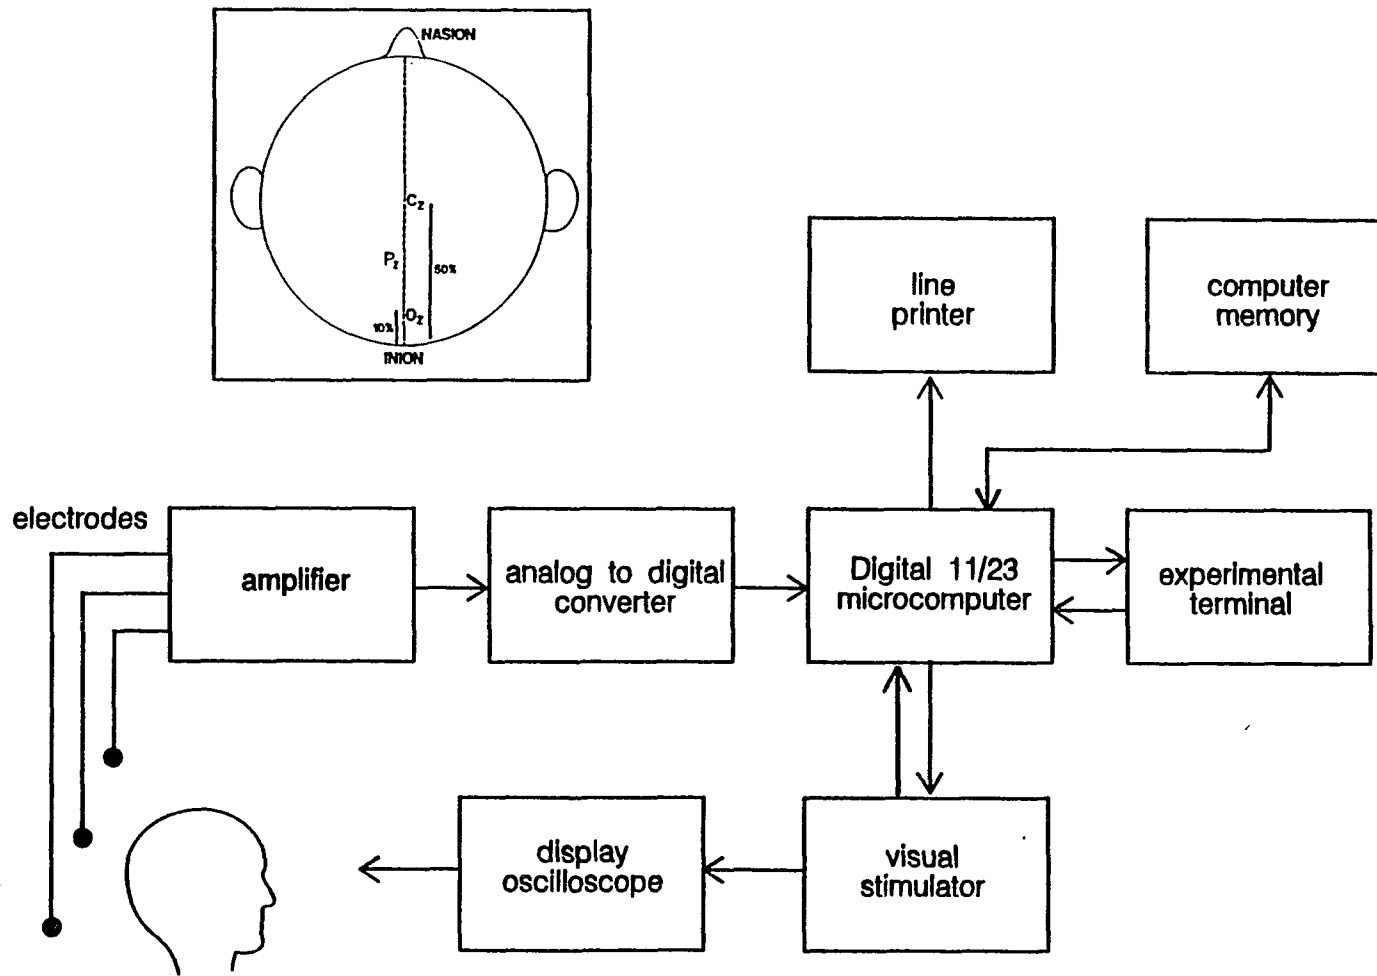 NASION
Cz
Pz
50%
Oz
10%
INION
line
printer
computer
memory
electrodes
amplifier
analog to digital
converter
Digital 11/23
microcomputer
experimental
terminal
display
oscilloscope
visual
stimulator